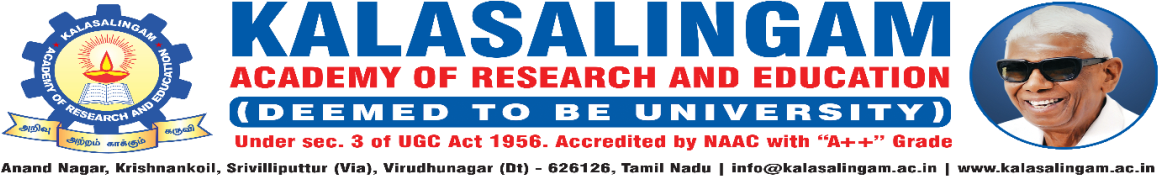 KALASALINGAM
ACADEMY OF RESEARCH AND EDUCATION
(DEEMED TO BE UNIVERSITY)
Under sec. 3 of UGC Act 1956. Accredited by NAAC with “A++” Grade
KALASALINGAM
ACADEMY OF RESEARCH AND EDUCATION
அறிவு அற்றம் காக்கும் கருவி
Anand Nagar, Krishnankoil, Srivilliputtur (Via), Virudhunagar (Dt) - 626126, Tamil Nadu | info@kalasalingam.ac.in | www.kalasalingam.ac.in